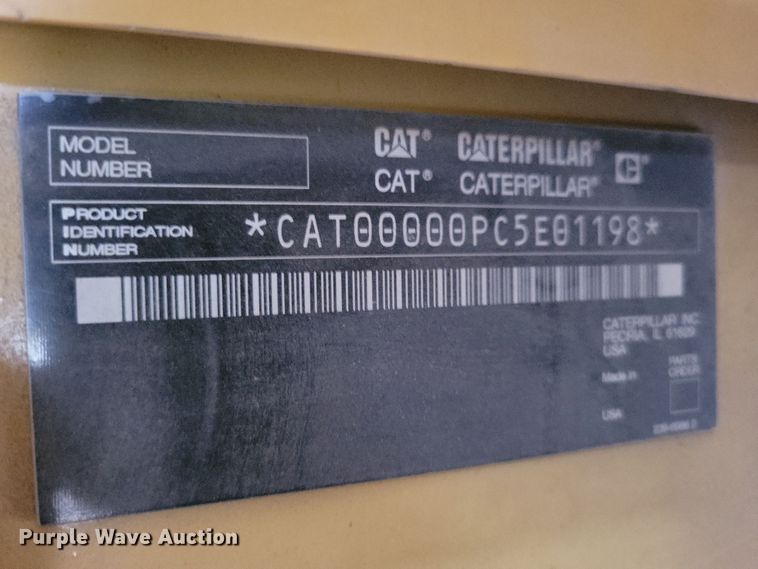 MODEL
NUMBER
CAT® CATERPILLAR® C®
CAT® CATERPILLAR®
PRODUCT
IDENTIFICATION
NUMBER
*CAT00000PC5E01198*
CATERPILLAR INC
PEORIA, IL 61629
USA
Made in
USA
PARTS
ORDER
Purple Wave Auction